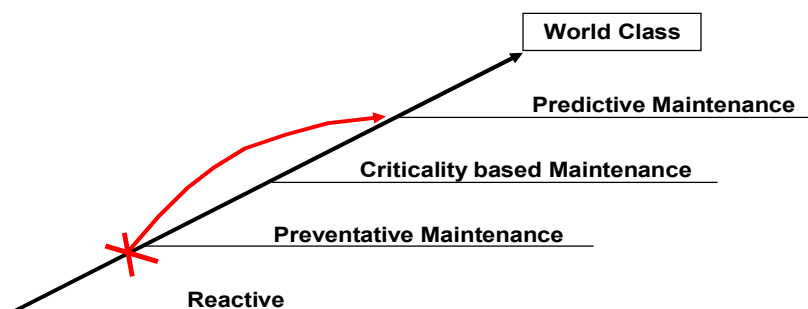 World Class
Predictive Maintenance
Criticality based Maintenance
Preventative Maintenance
Reactive